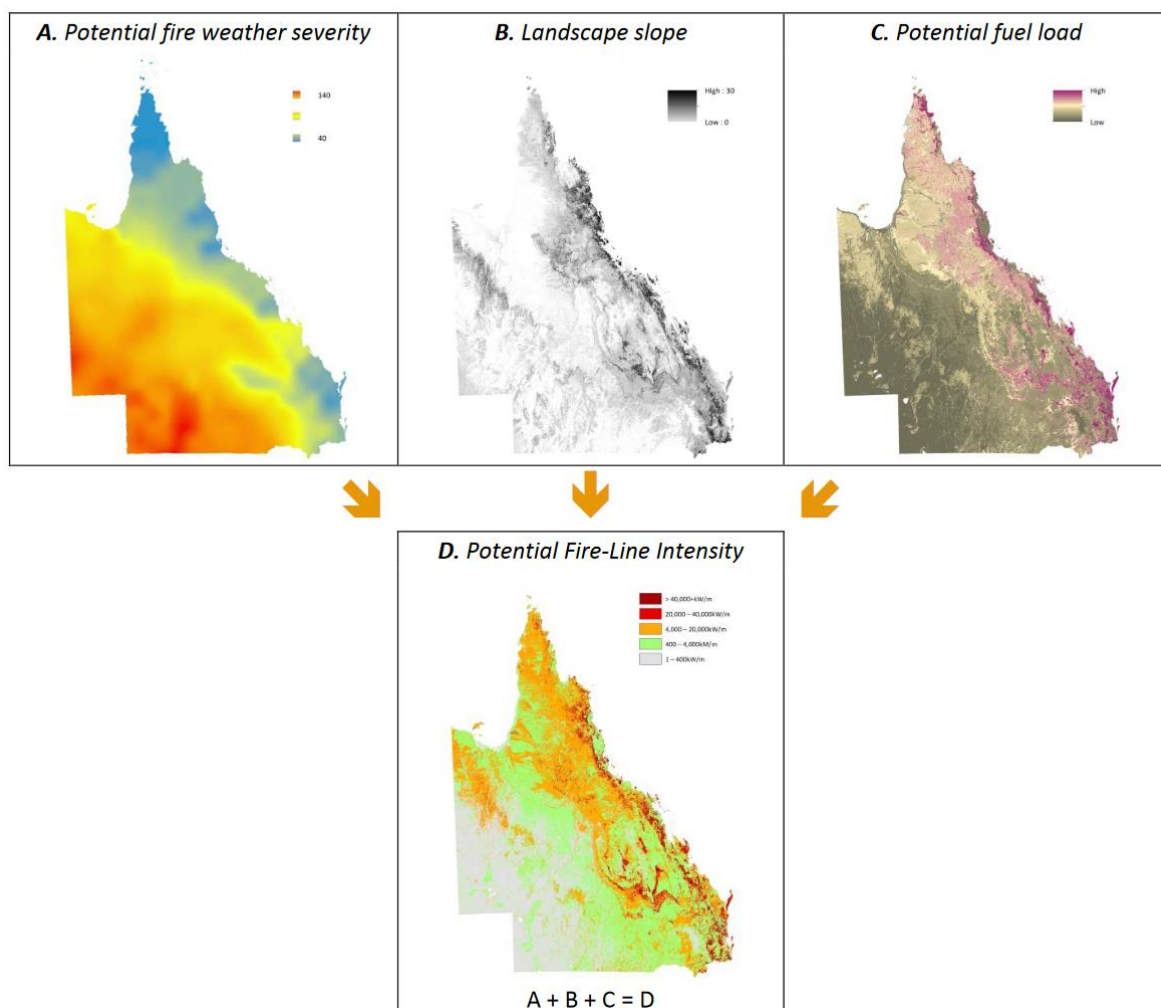 A. Potential fire weather severity
140
40
B. Landscape slope
High : 30
Low : 0
C. Potential fuel load
High
Low
D. Potential Fire-Line Intensity
> 40,000+kW/m
20,000 – 40,000kW/m
4,000 – 20,000kW/m
400 – 4,000kM/m
1 – 400kW/m
A + B + C = D